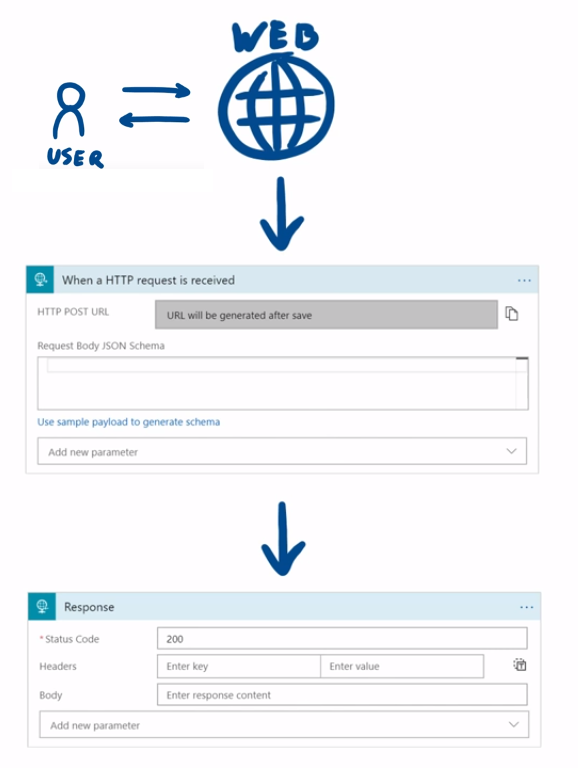 WEB
USER
When a HTTP request is received
...
HTTP POST URL
URL will be generated after save
Request Body JSON Schema
Use sample payload to generate schema
Add new parameter
Response
...
* Status Code
200
Headers
Enter key
Enter value
Body
Enter response content
Add new parameter